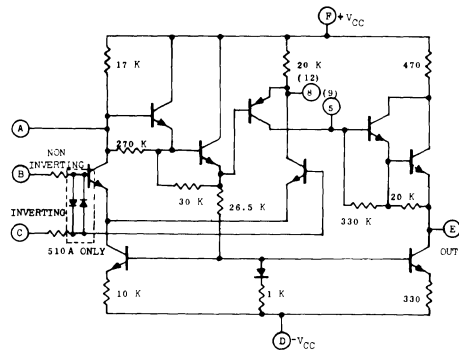 F + VCC
17 K
20 K
470
(12)
8 (9)
5
A
NON
INVERTING
270 K
B
30 K
20 K
INVERTING
26.5 K
330 K
C
E
510 A ONLY
OUT
10 K
1 K
330
D -VCC